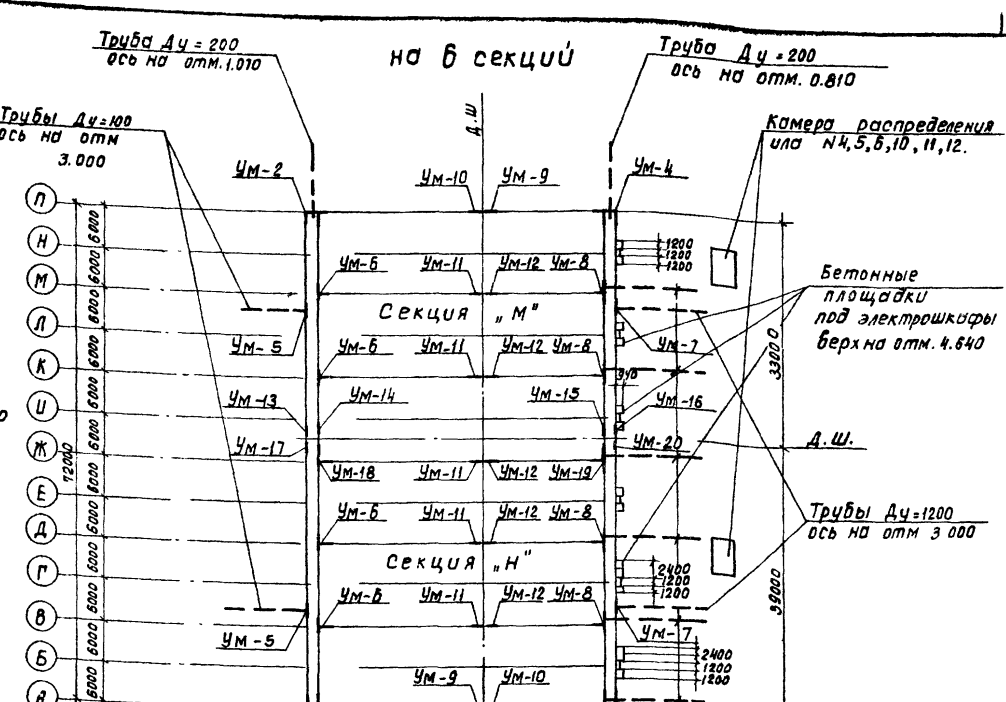 на 6 секций
Труба Ду = 200
ось на отм. 1.010
Труба Ду = 200
ось на отм. 0.810
Трубы Ду=100
ось на отм
3.000
Камера распределения
ила N4,5,6,10,11,12.
Д.Ш
Ум-2
Ум-10
Ум-9
Ум-4
П
Н
М
Л
К
И
Ж
Е
Д
Г
В
Б
А
6000
6000
6000
6000
6000
6000
6000
6000
6000
6000
6000
6000
72000
1200
1200
1200
Ум-6
Ум-11
Ум-12
Ум-8
Бетонные
площадки
под электрошкафы
верх на отм. 4.640
Секция „М"
Ум-5
Ум-7
33000
Ум-6
Ум-11
Ум-12
Ум-8
Ум-13
Ум-14
Ум-15
Ум-16
Ум-17
Ум-20
Д.Ш.
Ум-18
Ум-11
Ум-12
Ум-19
Ум-6
Ум-11
Ум-12
Ум-8
Трубы Ду=1200
ось на отм 3 000
Секция „Н"
2400
1200
1200
39000
Ум-6
Ум-11
Ум-12
Ум-8
Ум-5
Ум-7
2400
1200
1200
Ум-9
Ум-10